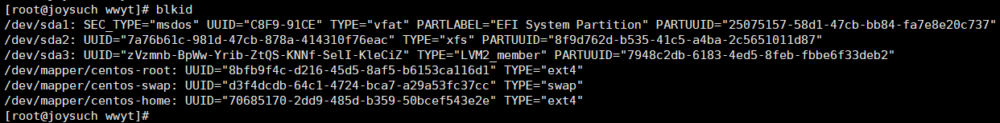 [root@joysuch wwyt]# blkid
/dev/sda1: SEC_TYPE="msdos" UUID="C8F9-91CE" TYPE="vfat" PARTLABEL="EFI System Partition" PARTUUID="25075157-58d1-47cb-bb84-fa7e8e20c737"
/dev/sda2: UUID="7a76b61c-981d-47cb-878a-414310f76eac" TYPE="xfs" PARTUUID="8f9d762d-b535-41c5-a4ba-2c5651011d87"
/dev/sda3: UUID="zVzmnb-BpWw-Yrib-ZtQS-KNNf-SelI-KleCiZ" TYPE="LVM2_member" PARTUUID="7948c2db-6183-4ed5-8feb-fbbe6f33deb2"
/dev/mapper/centos-root: UUID="8bfb9f4c-d216-45d5-8af5-b6153ca116d1" TYPE="ext4"
/dev/mapper/centos-swap: UUID="d3f4dcdb-64c1-4724-bca7-a29a53fc37cc" TYPE="swap"
/dev/mapper/centos-home: UUID="70685170-2dd9-485d-b359-50bcef543e2e" TYPE="ext4"
[root@joysuch wwyt]#